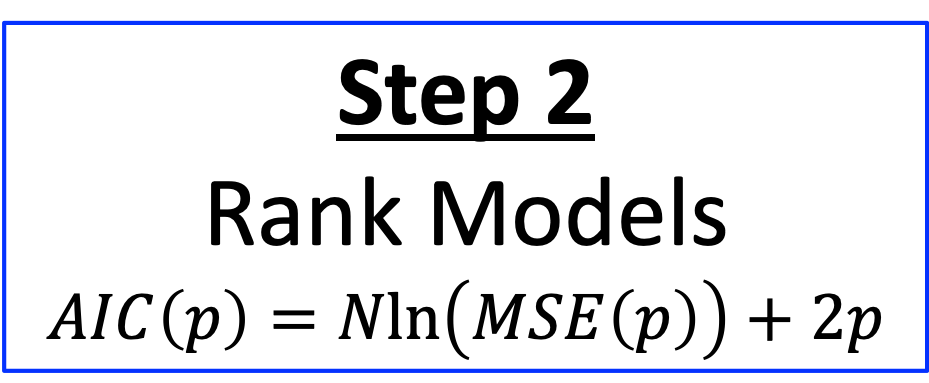 Step 2
Rank Models
AIC(p) = Nln(MSE(p)) + 2p